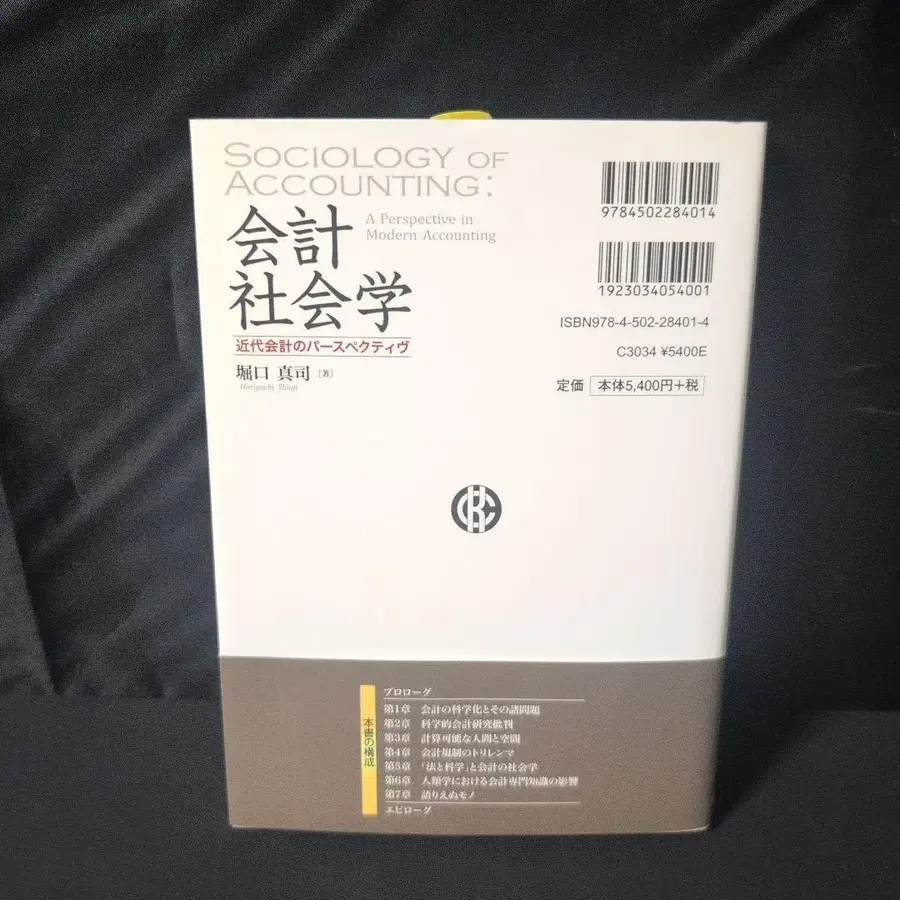 SOCIOLOGY OF
ACCOUNTING:
A Perspective in
Modern Accounting
会計
社会学
近代会計のパースペクティヴ
堀口 真司〔著〕
Horiguchi Shinji
9784502284014
1923034054001
ISBN978-4-502-28401-4
C3034 ¥5400E
定価 本体5,400円+税
本書の構成
プロローグ
第1章 会計の科学化とその諸問題
第2章 科学的会計研究批判
第3章 計算可能な人間と空間
第4章 会計規制のトリレンマ
第5章 「法と科学」と会計の社会学
第6章 人類学における会計専門知識の影響
第7章 語りえぬモノ
エピローグ